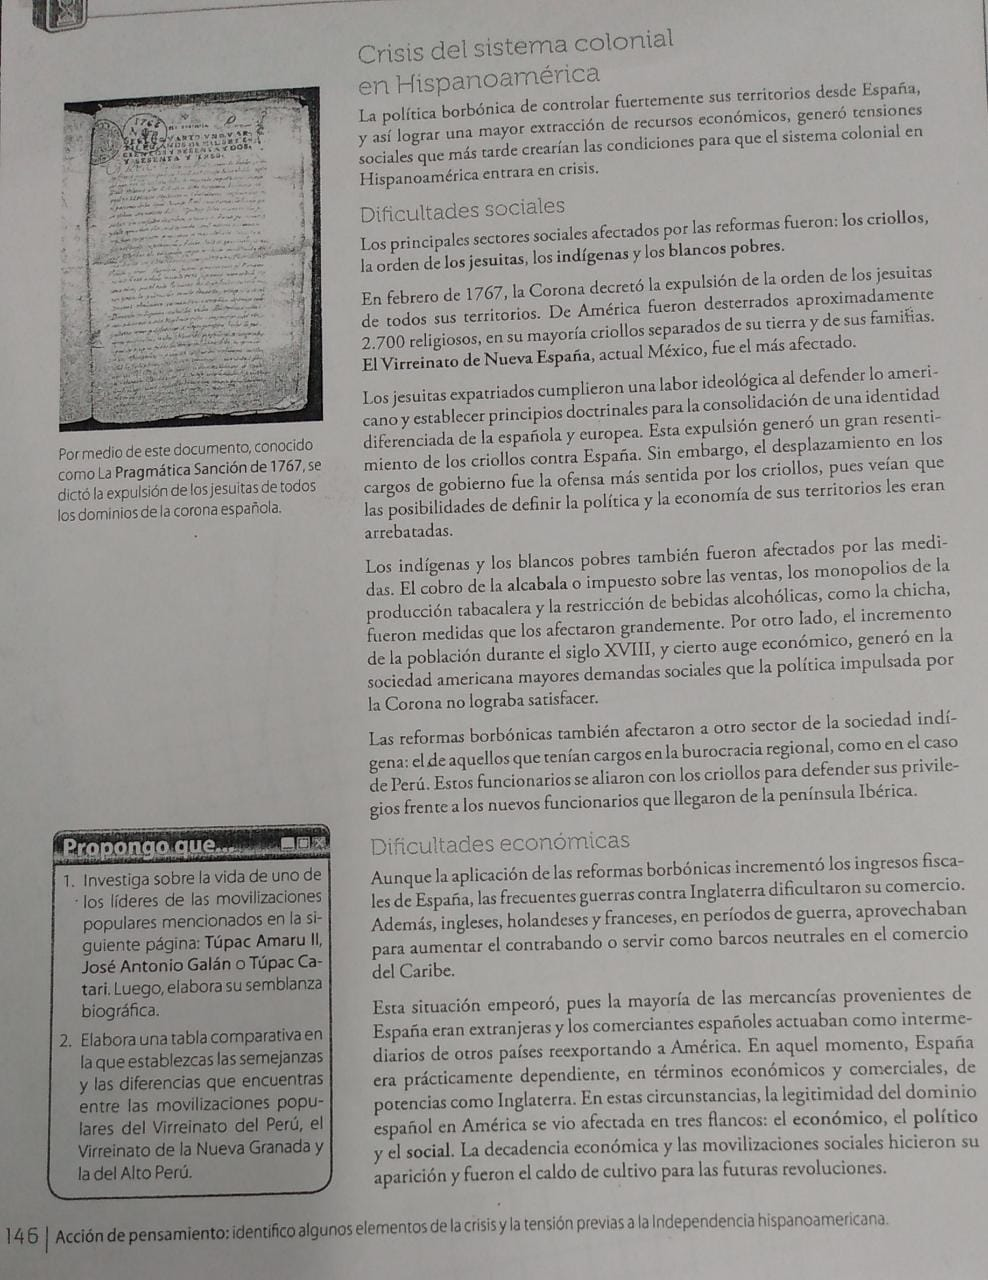 Crisis del sistema colonial
en Hispanoamérica
La política borbónica de controlar fuertemente sus territorios desde España,
y así lograr una mayor extracción de recursos económicos, generó tensiones
sociales que más tarde crearían las condiciones para que el sistema colonial en
Hispanoamérica entrara en crisis.
Dificultades sociales
Los principales sectores sociales afectados por las reformas fueron: los criollos,
la orden de los jesuitas, los indígenas y los blancos pobres.
En febrero de 1767, la Corona decretó la expulsión de la orden de los jesuitas
de todos sus territorios. De América fueron desterrados aproximadamente
2.700 religiosos, en su mayoría criollos separados de su tierra y de sus familias.
El Virreinato de Nueva España, actual México, fue el más afectado.
Los jesuitas expatriados cumplieron una labor ideológica al defender lo ameri-
cano y establecer principios doctrinales para la consolidación de una identidad
diferenciada de la española y europea. Esta expulsión generó un gran resenti-
miento de los criollos contra España. Sin embargo, el desplazamiento en los
cargos de gobierno fue la ofensa más sentida por los criollos, pues veían que
las posibilidades de definir la política y la economía de sus territorios les eran
arrebatadas.
Los indígenas y los blancos pobres también fueron afectados por las medi-
das. El cobro de la alcabala o impuesto sobre las ventas, los monopolios de la
producción tabacalera y la restricción de bebidas alcohólicas, como la chicha,
fueron medidas que los afectaron grandemente. Por otro lado, el incremento
de la población durante el siglo XVIII, y cierto auge económico, generó en la
sociedad americana mayores demandas sociales que la política impulsada por
la Corona no lograba satisfacer.
Las reformas borbónicas también afectaron a otro sector de la sociedad indí-
gena: el de aquellos que tenían cargos en la burocracia regional, como en el caso
de Perú. Estos funcionarios se aliaron con los criollos para defender sus privile-
gios frente a los nuevos funcionarios que llegaron de la península Ibérica.
Dificultades económicas
Aunque la aplicación de las reformas borbónicas incrementó los ingresos fisca-
les de España, las frecuentes guerras contra Inglaterra dificultaron su comercio.
Además, ingleses, holandeses y franceses, en períodos de guerra, aprovechaban
para aumentar el contrabando o servir como barcos neutrales en el comercio
del Caribe.
Esta situación empeoró, pues la mayoría de las mercancías provenientes de
España eran extranjeras y los comerciantes españoles actuaban como interme-
diarios de otros países reexportando a América. En aquel momento, España
era prácticamente dependiente, en términos económicos y comerciales, de
potencias como Inglaterra. En estas circunstancias, la legitimidad del dominio
español en América se vio afectada en tres flancos: el económico, el político
y el social. La decadencia económica y las movilizaciones sociales hicieron su
aparición y fueron el caldo de cultivo para las futuras revoluciones.
Por medio de este documento, conocido
como La Pragmática Sanción de 1767, se
dictó la expulsión de los jesuitas de todos
los dominios de la corona española.
Propongo que...
1. Investiga sobre la vida de uno de
los líderes de las movilizaciones
populares mencionados en la si-
guiente página: Túpac Amaru II,
José Antonio Galán o Túpac Ca-
tari. Luego, elabora su semblanza
biográfica.
2. Elabora una tabla comparativa en
la que establezcas las semejanzas
y las diferencias que encuentras
entre las movilizaciones popu-
lares del Virreinato del Perú, el
Virreinato de la Nueva Granada y
la del Alto Perú.
146 | Acción de pensamiento: identifico algunos elementos de la crisis y la tensión previas a la Independencia hispanoamericana.